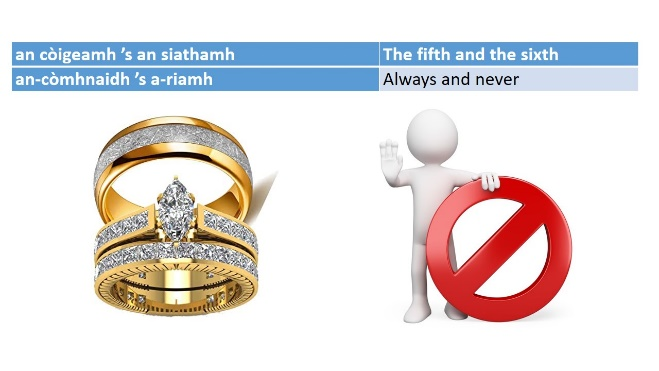 an còigeamh ’s an siathamh The fifth and the sixth
an-còmhnaidh ’s a-riamh Always and never